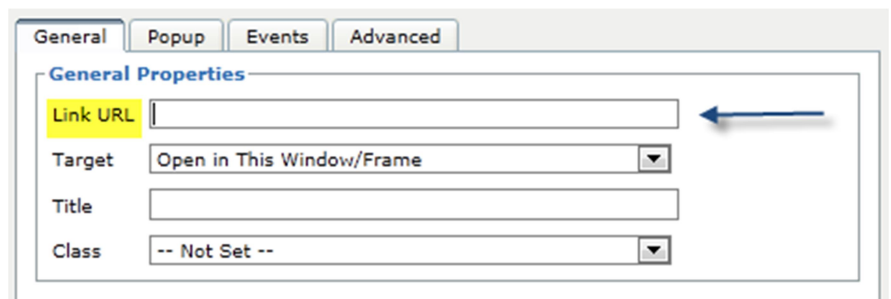 General Popup Events Advanced
General Properties
Link URL
Target Open in This Window/Frame
Title
Class -- Not Set --